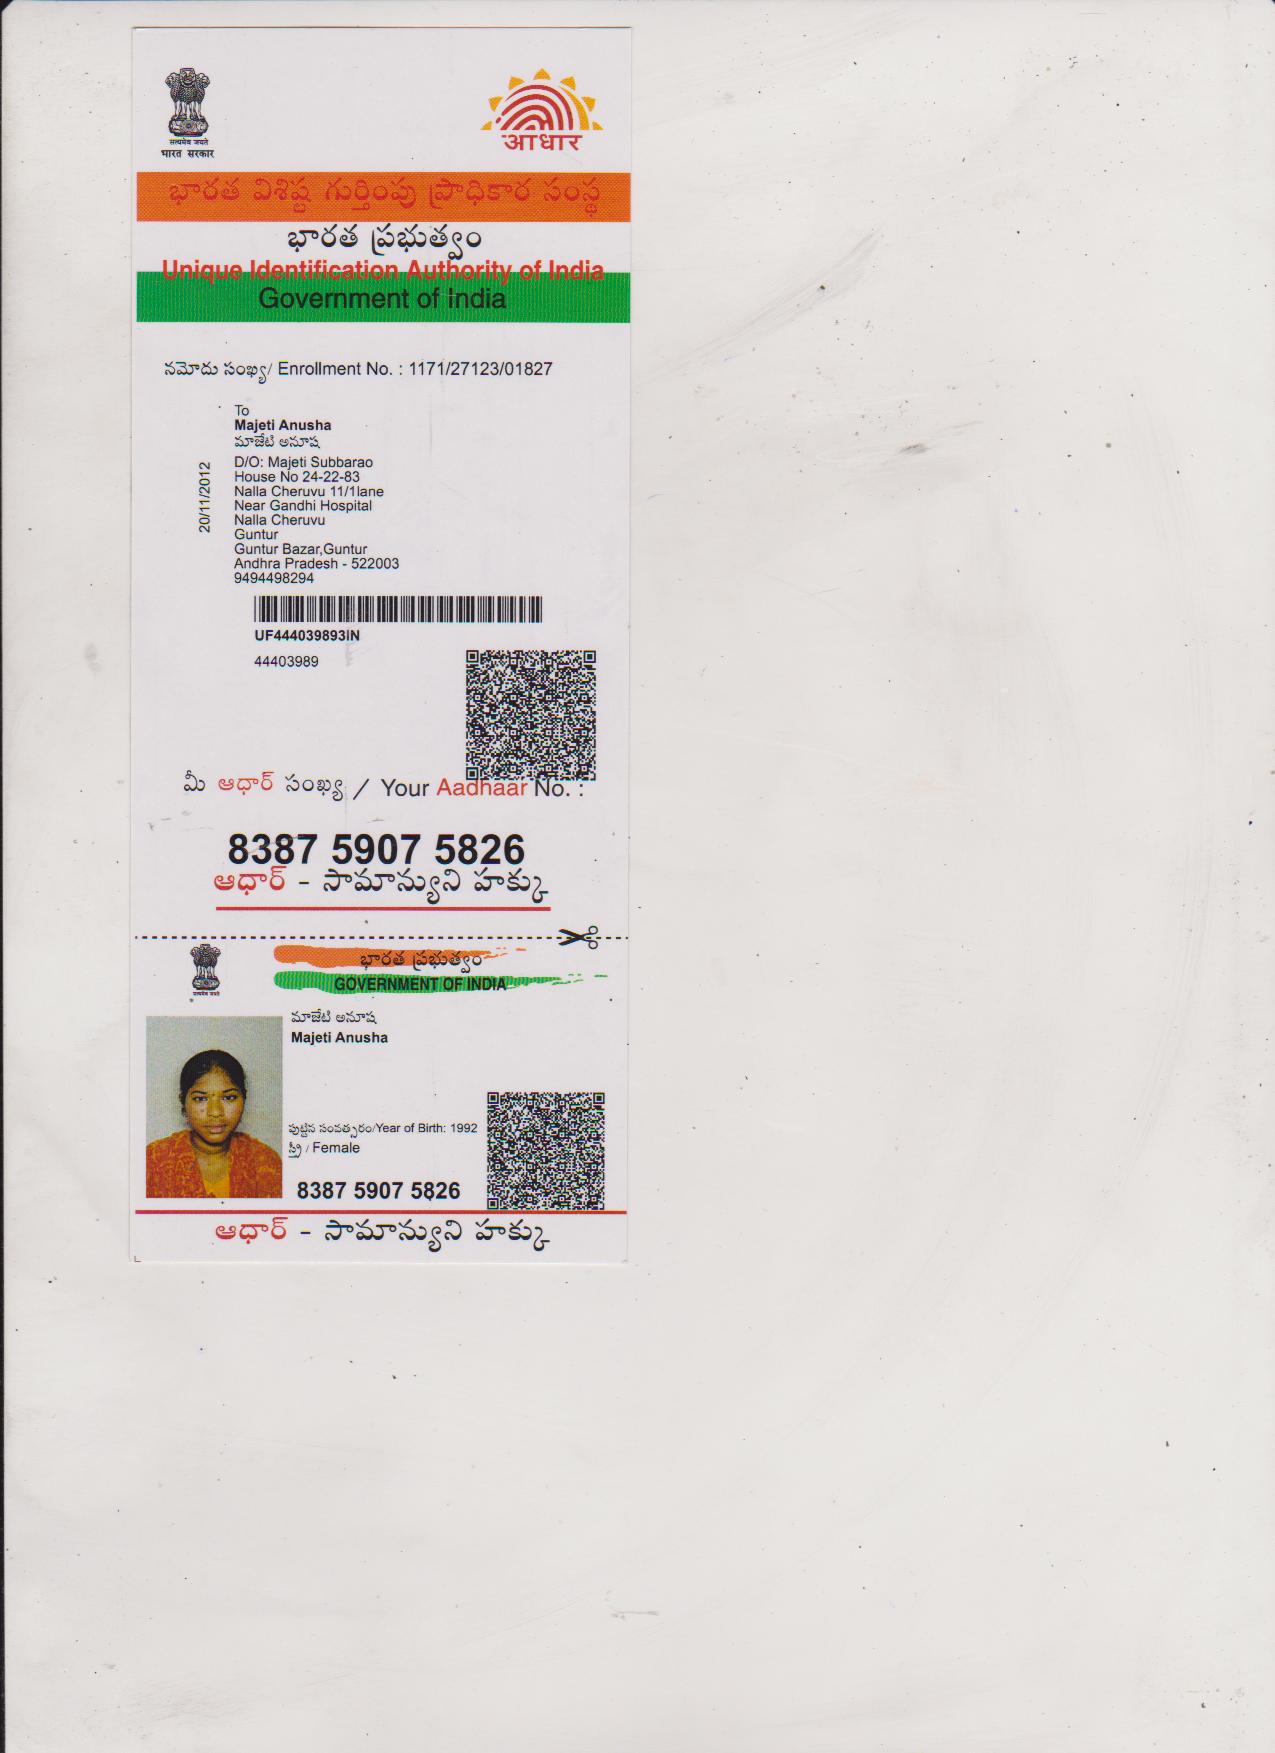 सत्यमेव जयते
भारत सरकार
आधार
భారత విశిష్ట గుర్తింపు ప్రాధికార సంస్థ
భారత ప్రభుత్వం
Unique Identification Authority of India
Government of India
నమోదు సంఖ్య/ Enrollment No. : 1171/27123/01827
20/11/2012
To
Majeti Anusha
మాజేటి అనూష
D/O: Majeti Subbarao
House No 24-22-83
Nalla Cheruvu 11/1lane
Near Gandhi Hospital
Nalla Cheruvu
Guntur
Guntur Bazar,Guntur
Andhra Pradesh - 522003
9494498294
UF444039893IN
44403989
మీ ఆధార్ సంఖ్య / Your Aadhaar No. :
8387 5907 5826
ఆధార్ - సామాన్యుని హక్కు
सत्यमेव जयते
భారత ప్రభుత్వం
GOVERNMENT OF INDIA
మాజేటి అనూష
Majeti Anusha
పుట్టిన సంవత్సరం/Year of Birth: 1992
స్త్రీ / Female
8387 5907 5826
ఆధార్ - సామాన్యుని హక్కు